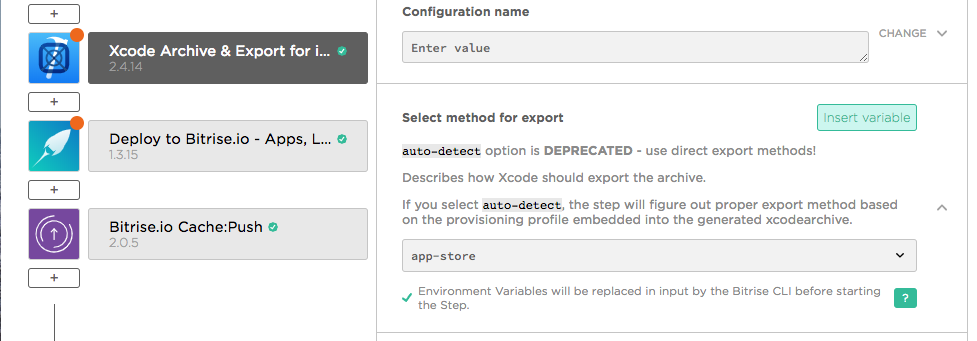 +
Xcode Archive & Export for i...
2.4.14
+
Deploy to Bitrise.io - Apps, L...
1.3.15
+
Bitrise.io Cache:Push
2.0.5
+
Configuration name
Enter value
CHANGE
Select method for export
Insert variable
auto-detect option is DEPRECATED - use direct export methods!
Describes how Xcode should export the archive.
If you select auto-detect, the step will figure out proper export method based
on the provisioning profile embedded into the generated xcodearchive.
app-store
Environment Variables will be replaced in input by the Bitrise CLI before starting
the Step.
?